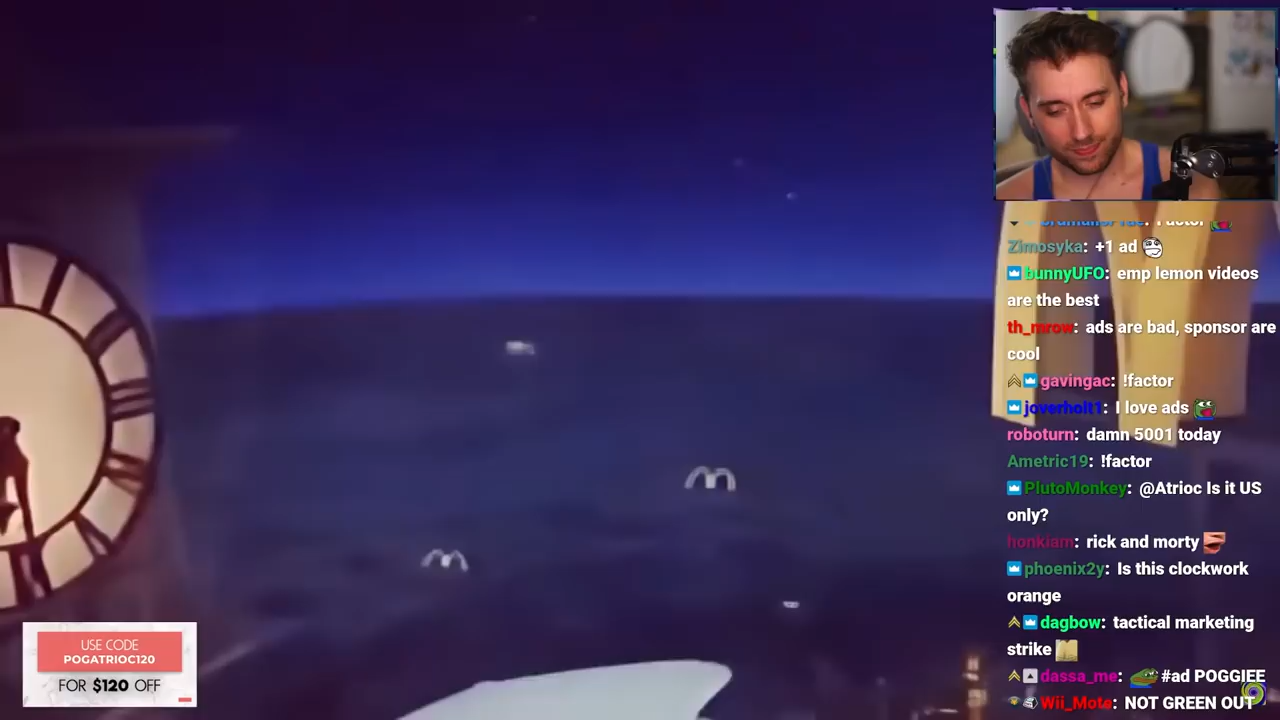 Zimosyka: +1 ad
bunnyUFO: emp lemon videos
are the best
th_mrow: ads are bad, sponsor are
cool
gavingac: !factor
joverholt1: I love ads
roboturn: damn 5001 today
Ametric19: !factor
PlutoMonkey: @Atrioc Is it US
only?
honkiam: rick and morty
phoenix2y: Is this clockwork
orange
dagbow: tactical marketing
strike
dassa_me: #ad POGGIEE
Wii_Mota: NOT GREEN OUT
USE CODE
POGATRIOC120
FOR $120 OFF